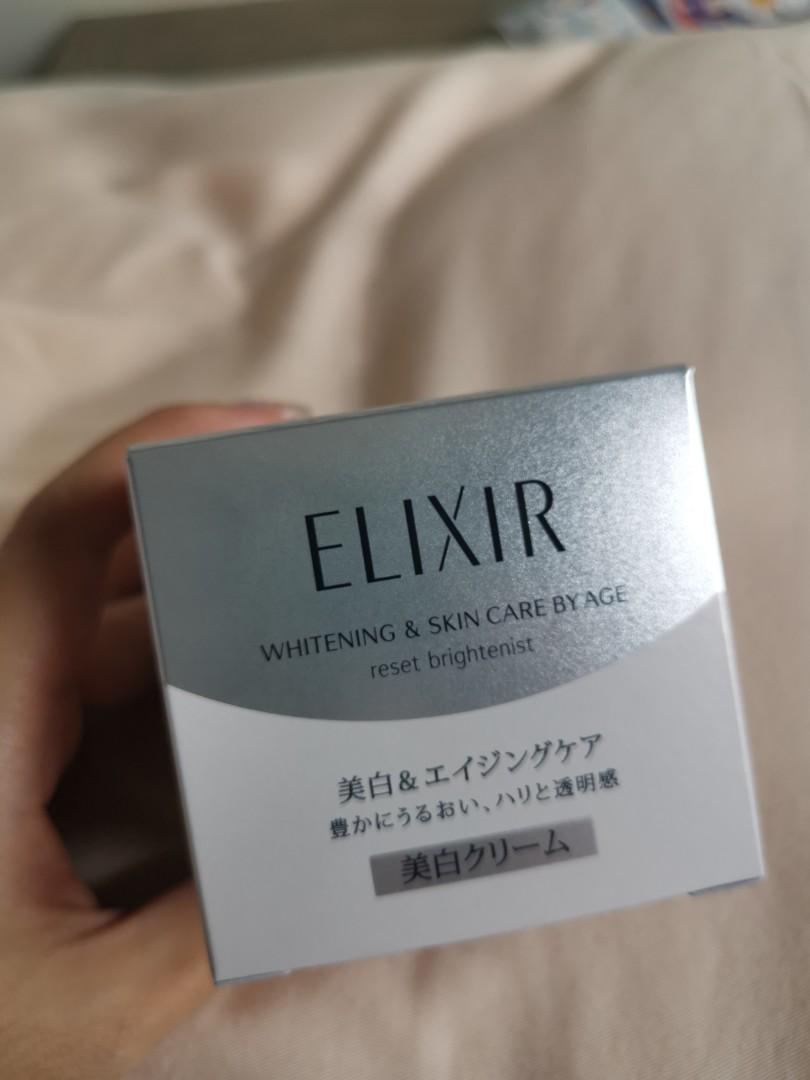 ELIXIR
WHITENING & SKIN CARE BY AGE
reset brightenist
美白&エイジングケア
豊かにうるおい、ハリと透明感
美白クリーム